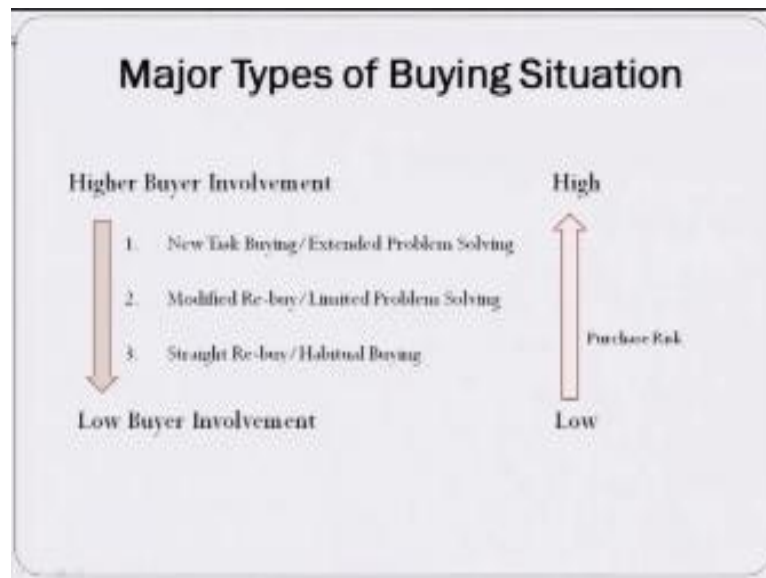 Major Types of Buying Situation
Higher Buyer Involvement High
1. New Task Buying/Extended Problem Solving
2. Modified Re-buy/Limited Problem Solving
Purchase Risk
3. Straight Re-buy/Habitual Buying
Low Buyer Involvement Low